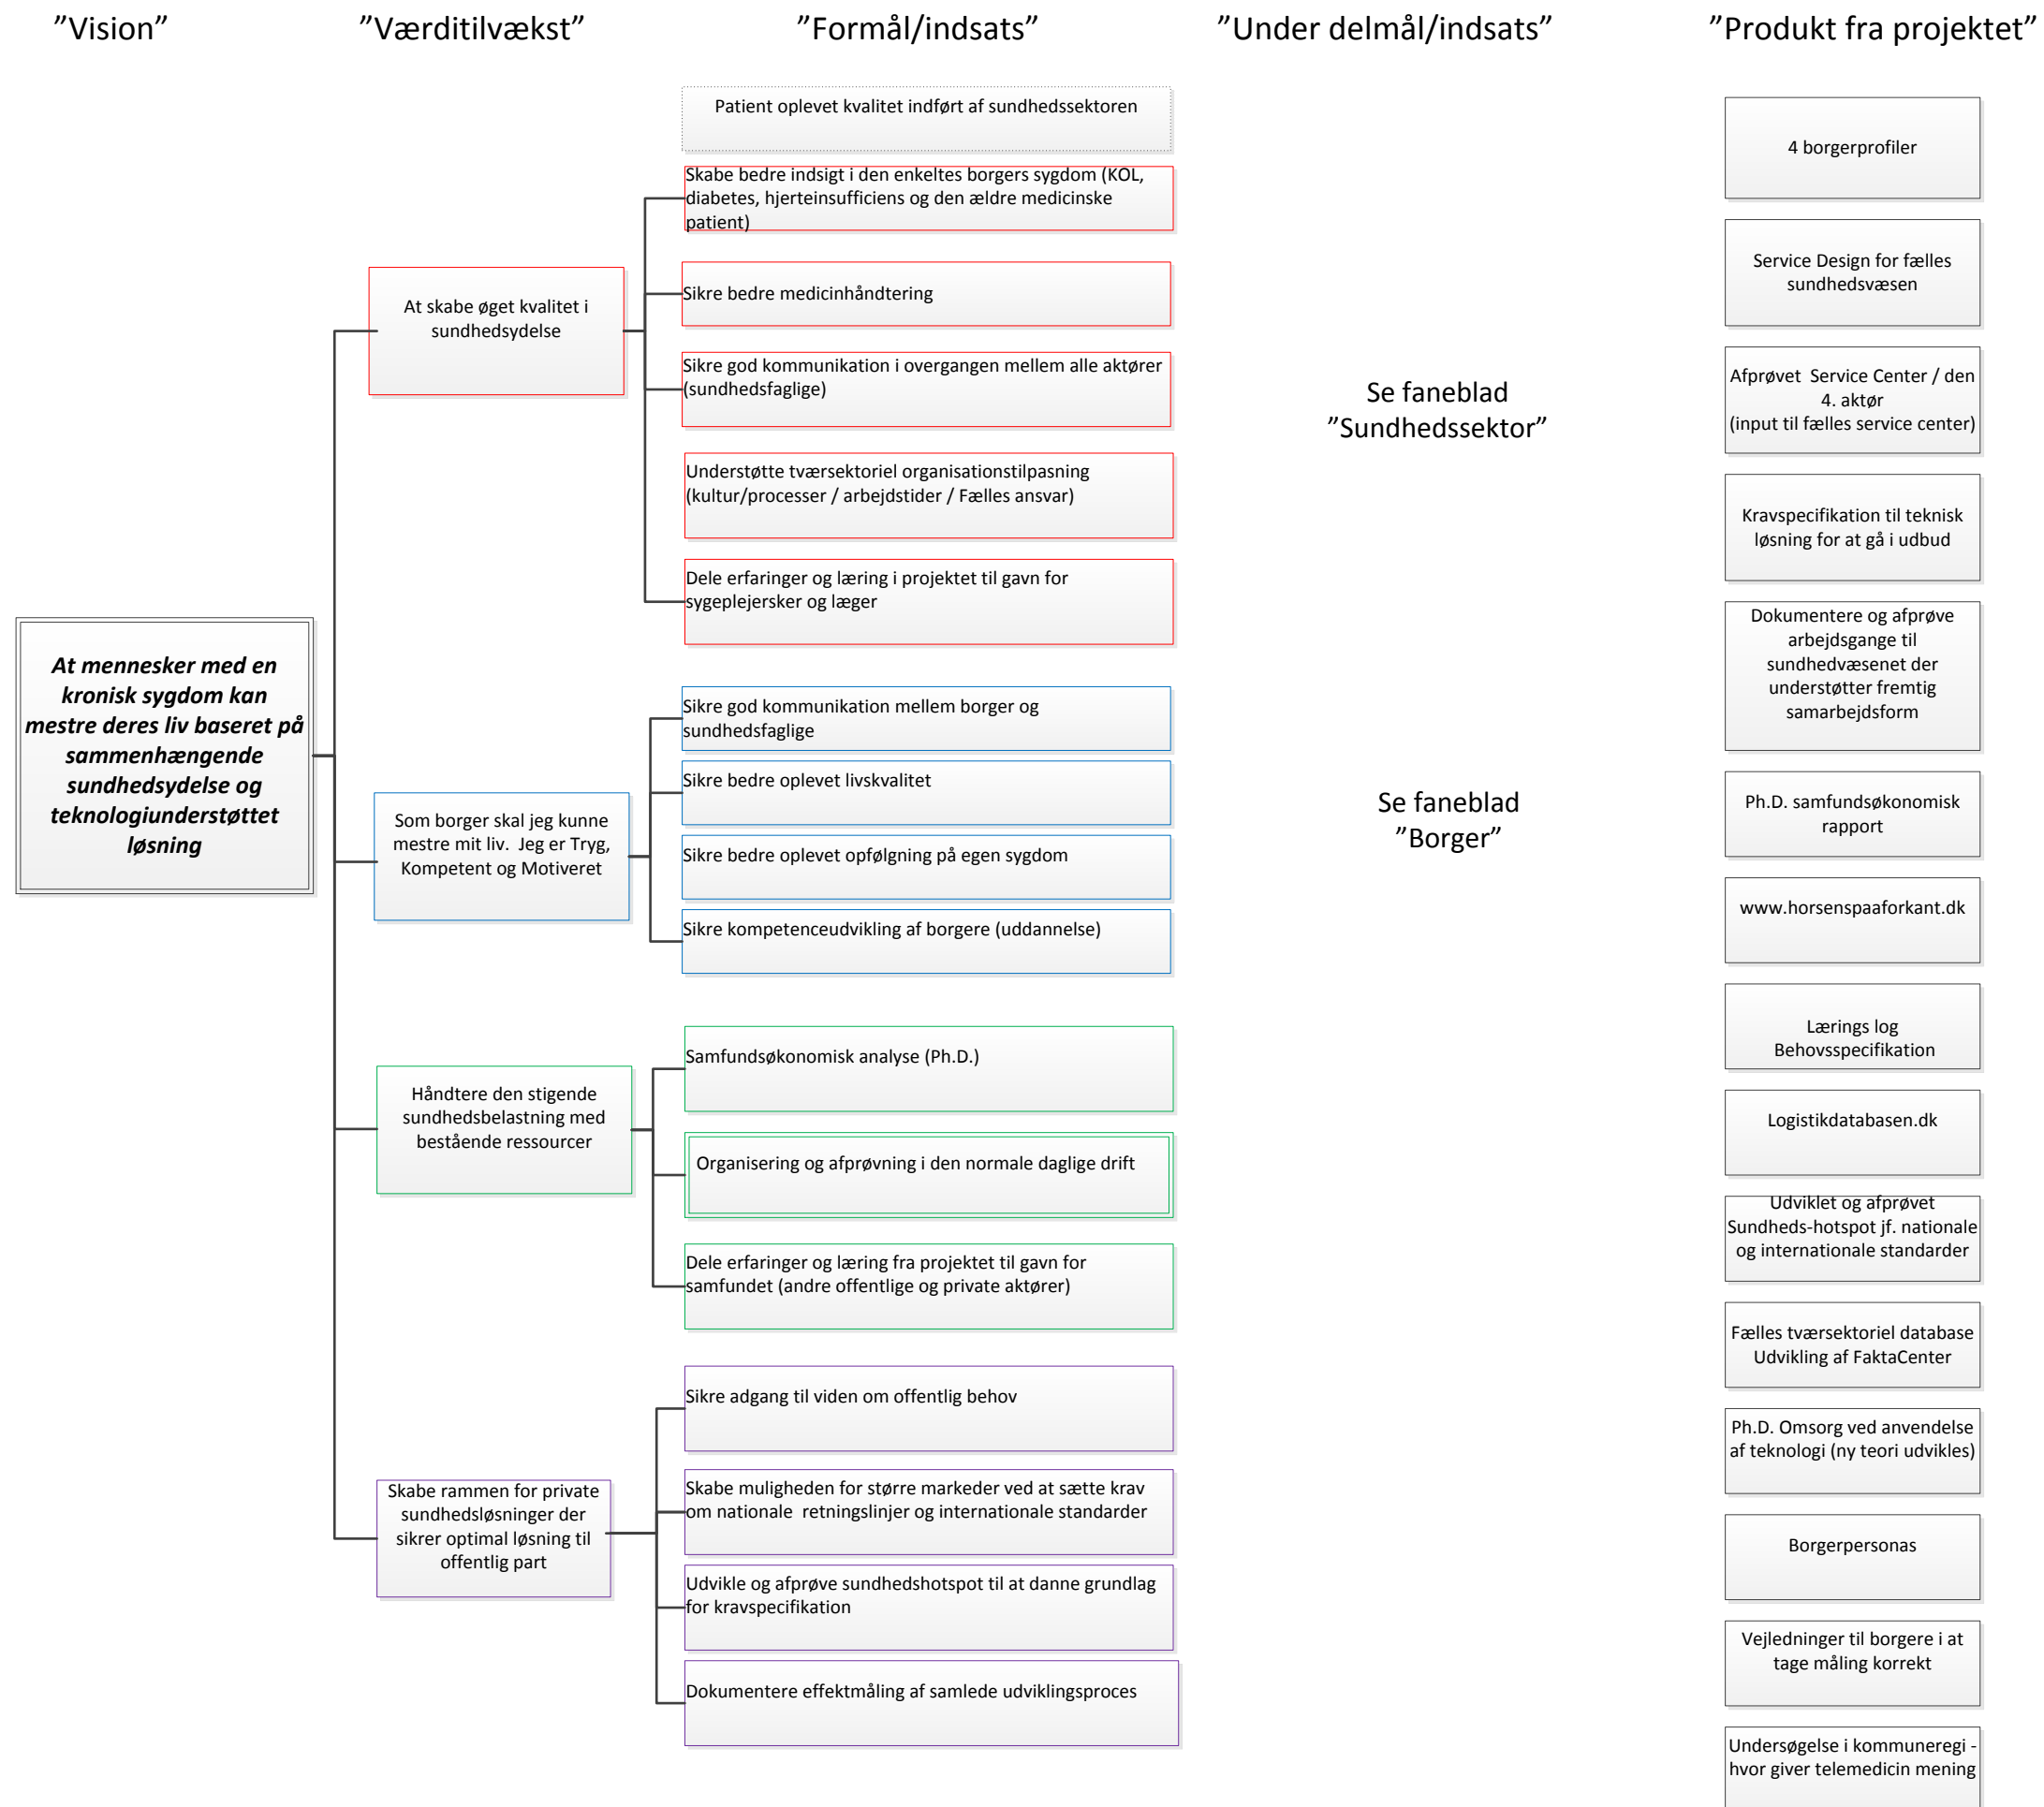 ”Vision”
”Værditilvækst”
”Formål/indsats”
”Under delmål/indsats”
”Produkt fra projektet”
At mennesker med en
kronisk sygdom kan
mestre deres liv baseret på
sammenhængende
sundhedsydelse og
teknologiunderstøttet
løsning
At skabe øget kvalitet i
sundhedsydelse
Som borger skal jeg kunne
mestre mit liv.  Jeg er Tryg,
Kompetent og Motiveret
Håndtere den stigende
sundhedsbelastning med
bestående ressourcer
Skabe rammen for private
sundhedsløsninger der
sikrer optimal løsning til
offentlig part
Patient oplevet kvalitet indført af sundhedssektoren
Skabe bedre indsigt i den enkeltes borgers sygdom (KOL,
diabetes, hjerteinsufficiens og den ældre medicinske
patient)
Sikre bedre medicinhåndtering
Sikre god kommunikation i overgangen mellem alle aktører
(sundhedsfaglige)
Understøtte tværsektoriel organisationstilpasning
(kultur/processer / arbejdstider / Fælles ansvar)
Dele erfaringer og læring i projektet til gavn for
sygeplejersker og læger
Sikre god kommunikation mellem borger og
sundhedsfaglige
Sikre bedre oplevet livskvalitet
Sikre bedre oplevet opfølgning på egen sygdom
Sikre kompetenceudvikling af borgere (uddannelse)
Samfundsøkonomisk analyse (Ph.D.)
Organisering og afprøvning i den normale daglige drift
Dele erfaringer og læring fra projektet til gavn for
samfundet (andre offentlige og private aktører)
Sikre adgang til viden om offentlig behov
Skabe muligheden for større markeder ved at sætte krav
om nationale  retningslinjer og internationale standarder
Udvikle og afprøve sundhedshotspot til at danne grundlag
for kravspecifikation
Dokumentere effektmåling af samlede udviklingsproces
Se faneblad
”Sundhedssektor”
Se faneblad
”Borger”
4 borgerprofiler
Service Design for fælles
sundhedsvæsen
Afprøvet  Service Center / den
4. aktør
(input til fælles service center)
Kravspecifikation til teknisk
løsning for at gå i udbud
Dokumentere og afprøve
arbejdsgange til
sundhedvæsenet der
understøtter fremtig
samarbejdsform
Ph.D. samfundsøkonomisk
rapport
www.horsenspaaforkant.dk
Lærings log
Behovsspecifikation
Logistikdatabasen.dk
Udviklet og afprøvet
Sundheds-hotspot jf. nationale
og internationale standarder
Fælles tværsektoriel database
Udvikling af FaktaCenter
Ph.D. Omsorg ved anvendelse
af teknologi (ny teori udvikles)
Borgerpersonas
Vejledninger til borgere i at
tage måling korrekt
Undersøgelse i kommuneregi -
hvor giver telemedicin mening